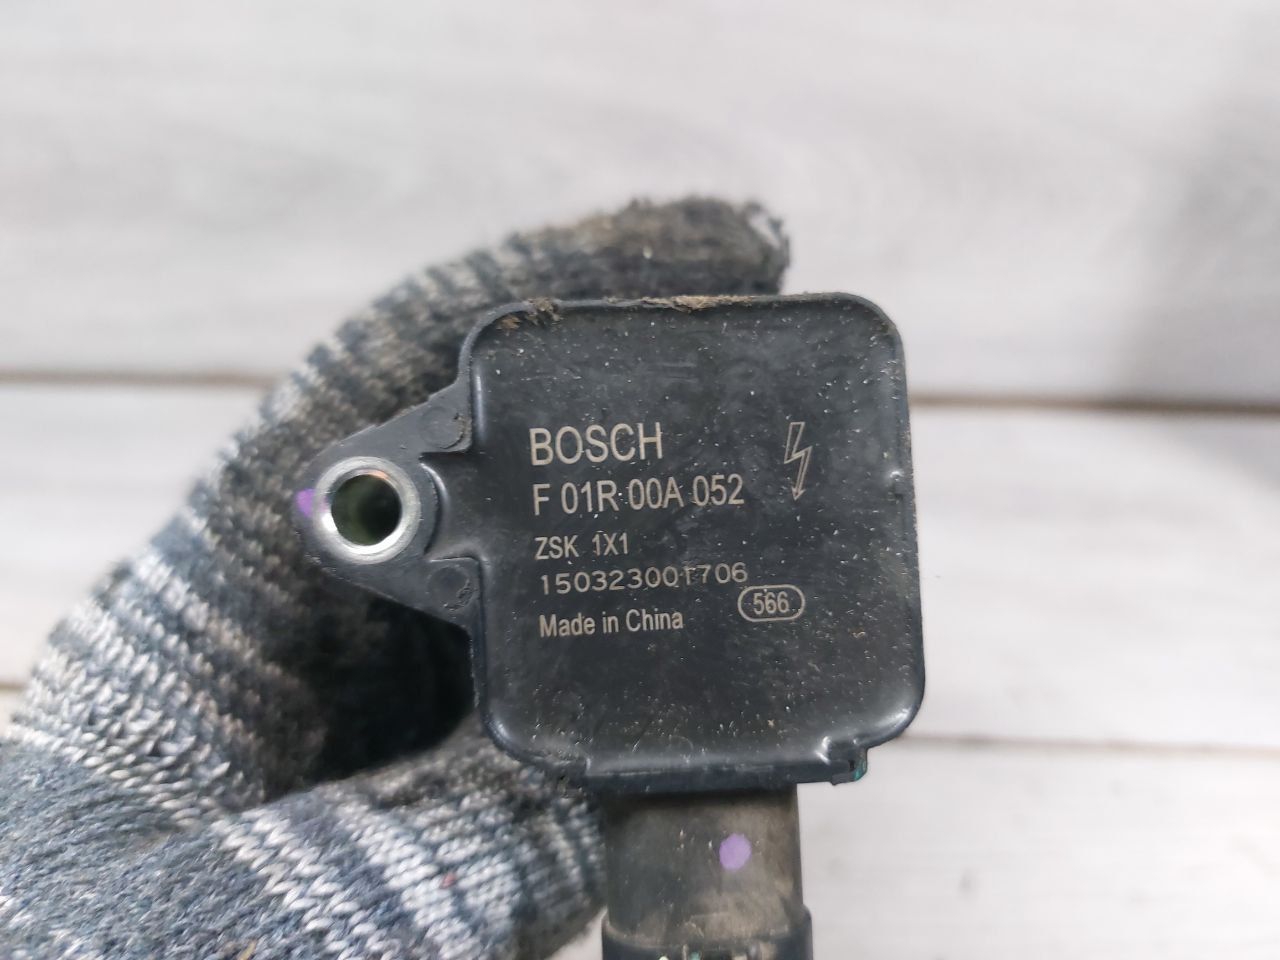 BOSCH
F 01R 00A 052
ZSK 1X1
150323001706
566
Made in China